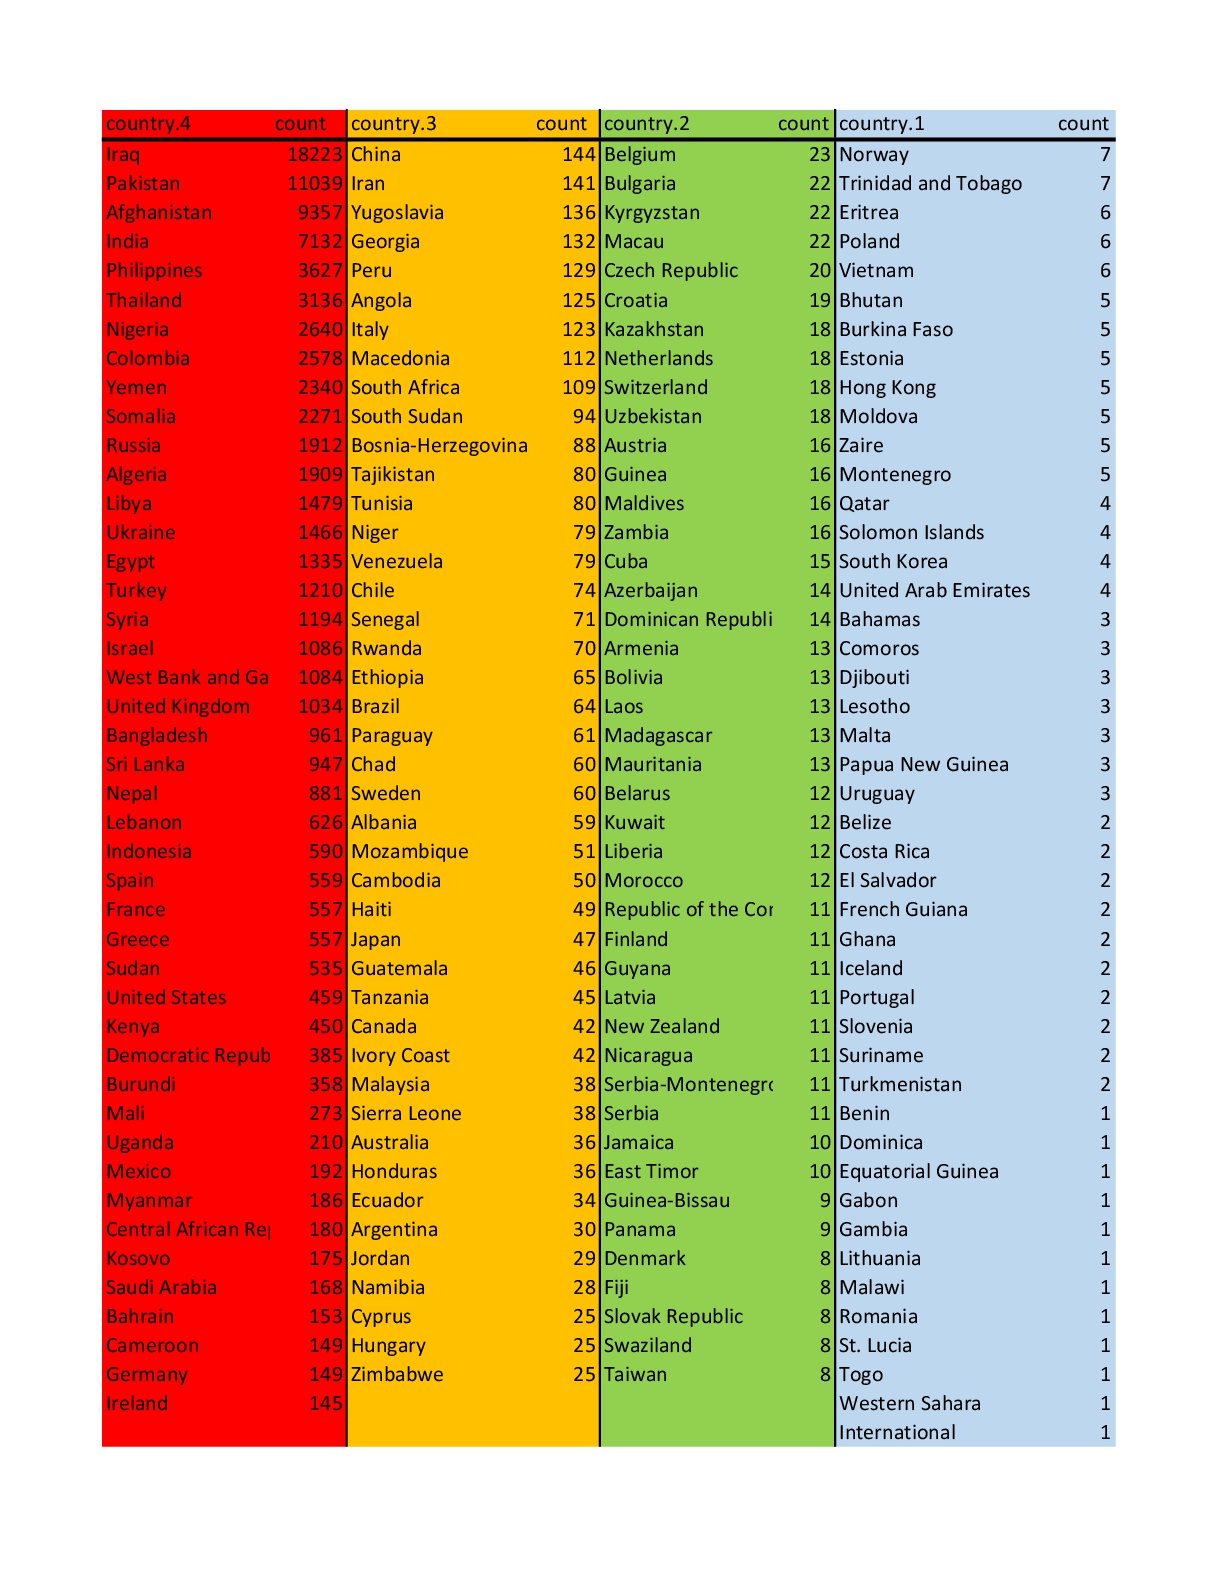 country.4 count country.3 count country.2 count country.1 count
Iraq 18223 China 144 Belgium 23 Norway 7
Pakistan 11039 Iran 141 Bulgaria 22 Trinidad and Tobago 7
Afghanistan 9357 Yugoslavia 136 Kyrgyzstan 22 Eritrea 6
India 7132 Georgia 132 Macau 22 Poland 6
Philippines 3627 Peru 129 Czech Republic 20 Vietnam 6
Thailand 3136 Angola 125 Croatia 19 Bhutan 5
Nigeria 2640 Italy 123 Kazakhstan 18 Burkina Faso 5
Colombia 2578 Macedonia 112 Netherlands 18 Estonia 5
Yemen 2340 South Africa 109 Switzerland 18 Hong Kong 5
Somalia 2271 South Sudan 94 Uzbekistan 18 Moldova 5
Russia 1912 Bosnia-Herzegovina 88 Austria 16 Zaire 5
Algeria 1909 Tajikistan 80 Guinea 16 Montenegro 5
Libya 1479 Tunisia 80 Maldives 16 Qatar 4
Ukraine 1466 Niger 79 Zambia 16 Solomon Islands 4
Egypt 1335 Venezuela 79 Cuba 15 South Korea 4
Turkey 1210 Chile 74 Azerbaijan 14 United Arab Emirates 4
Syria 1194 Senegal 71 Dominican Republi 14 Bahamas 3
Israel 1086 Rwanda 70 Armenia 13 Comoros 3
West Bank and Ga 1084 Ethiopia 65 Bolivia 13 Djibouti 3
United Kingdom 1034 Brazil 64 Laos 13 Lesotho 3
Bangladesh 961 Paraguay 61 Madagascar 13 Malta 3
Sri Lanka 947 Chad 60 Mauritania 13 Papua New Guinea 3
Nepal 881 Sweden 60 Belarus 12 Uruguay 3
Lebanon 626 Albania 59 Kuwait 12 Belize 2
Indonesia 590 Mozambique 51 Liberia 12 Costa Rica 2
Spain 559 Cambodia 50 Morocco 12 El Salvador 2
France 557 Haiti 49 Republic of the Cor 11 French Guiana 2
Greece 557 Japan 47 Finland 11 Ghana 2
Sudan 535 Guatemala 46 Guyana 11 Iceland 2
United States 459 Tanzania 45 Latvia 11 Portugal 2
Kenya 450 Canada 42 New Zealand 11 Slovenia 2
Democratic Repub 385 Ivory Coast 42 Nicaragua 11 Suriname 2
Burundi 358 Malaysia 38 Serbia-Montenegro 11 Turkmenistan 2
Mali 273 Sierra Leone 38 Serbia 11 Benin 1
Uganda 210 Australia 36 Jamaica 10 Dominica 1
Mexico 192 Honduras 36 East Timor 10 Equatorial Guinea 1
Myanmar 186 Ecuador 34 Guinea-Bissau 9 Gabon 1
Central African Rep 180 Argentina 30 Panama 9 Gambia 1
Kosovo 175 Jordan 29 Denmark 8 Lithuania 1
Saudi Arabia 168 Namibia 28 Fiji 8 Malawi 1
Bahrain 153 Cyprus 25 Slovak Republic 8 Romania 1
Cameroon 149 Hungary 25 Swaziland 8 St. Lucia 1
Germany 149 Zimbabwe 25 Taiwan 8 Togo 1
Ireland 145 Western Sahara 1
International 1